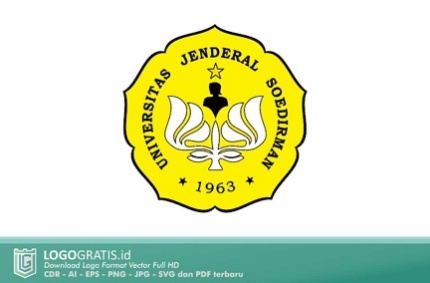 UNIVERSITAS JENDERAL SOEDIRMAN
1963
LOGOGRATIS.id
Download Logo Format Vector Full HD
CDR - AI - EPS - PNG - JPG - SVG dan PDF terbaru